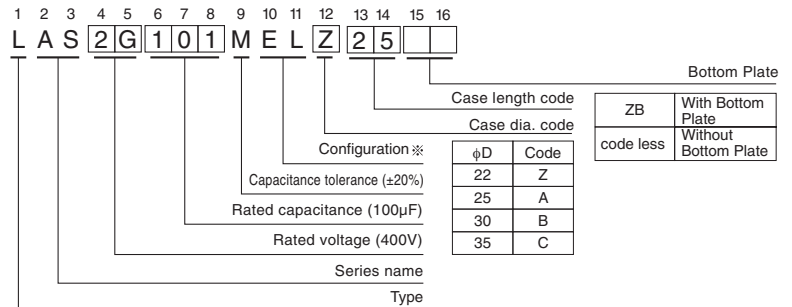 1 2 3 4 5 6 7 8 9 10 11 12 13 14 15 16
L A S 2 G 1 0 1 M E L Z 2 5
Bottom Plate
ZB With Bottom Plate
code less Without Bottom Plate
Case length code
Case dia. code
φD Code
22 Z
25 A
30 B
35 C
Configuration※
Capacitance tolerance (±20%)
Rated capacitance (100µF)
Rated voltage (400V)
Series name
Type